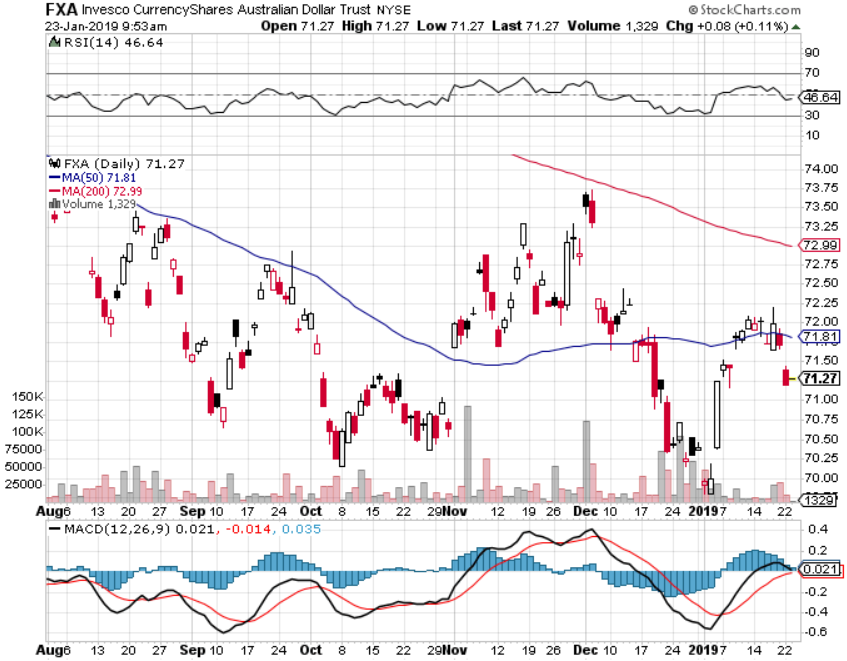 FXA Invesco CurrencyShares Australian Dollar Trust NYSE © StockCharts.com
23-Jan-2019 9:53am Open 71.27 High 71.27 Low 71.27 Last 71.27 Volume 1,329 Chg +0.08 (+0.11%)
RSI(14) 46.64
90
70
46.64
30
10
FXA (Daily) 71.27
MA(50) 71.81
MA(200) 72.99
Volume 1,329
74.00
73.75
73.50
73.25
72.99
72.75
72.50
72.25
72.00
71.81
71.50
71.27
71.00
70.75
70.50
70.25
70.00
1329
150K
125K
100K
75000
50000
25000
Aug 6 13 20 27 Sep 10 17 24 Oct 8 15 22 29 Nov 12 19 26 Dec 10 17 24 2019 7 14 22
MACD(12,26,9) 0.021, -0.014, 0.035
0.4
0.2
0.021
-0.2
-0.4
-0.6
Aug 6 13 20 27 Sep 10 17 24 Oct 8 15 22 29 Nov 12 19 26 Dec 10 17 24 2019 7 14 22